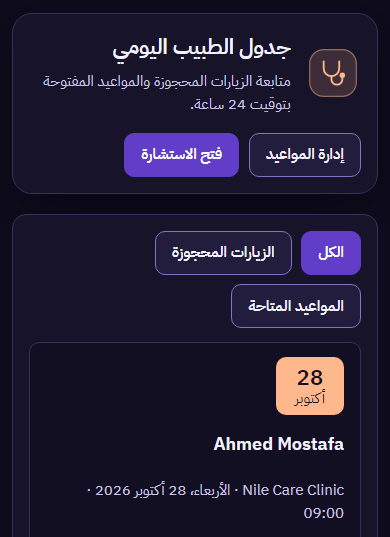 جدول الطبيب اليومي
متابعة الزيارات المحجوزة والمواعيد المفتوحة
بتوقيت 24 ساعة.
إدارة المواعيد
فتح الاستشارة
الكل
الزيارات المحجوزة
المواعيد المتاحة
28
أكتوبر
Ahmed Mostafa
Nile Care Clinic · الأربعاء، 28 أكتوبر 2026 ·
09:00